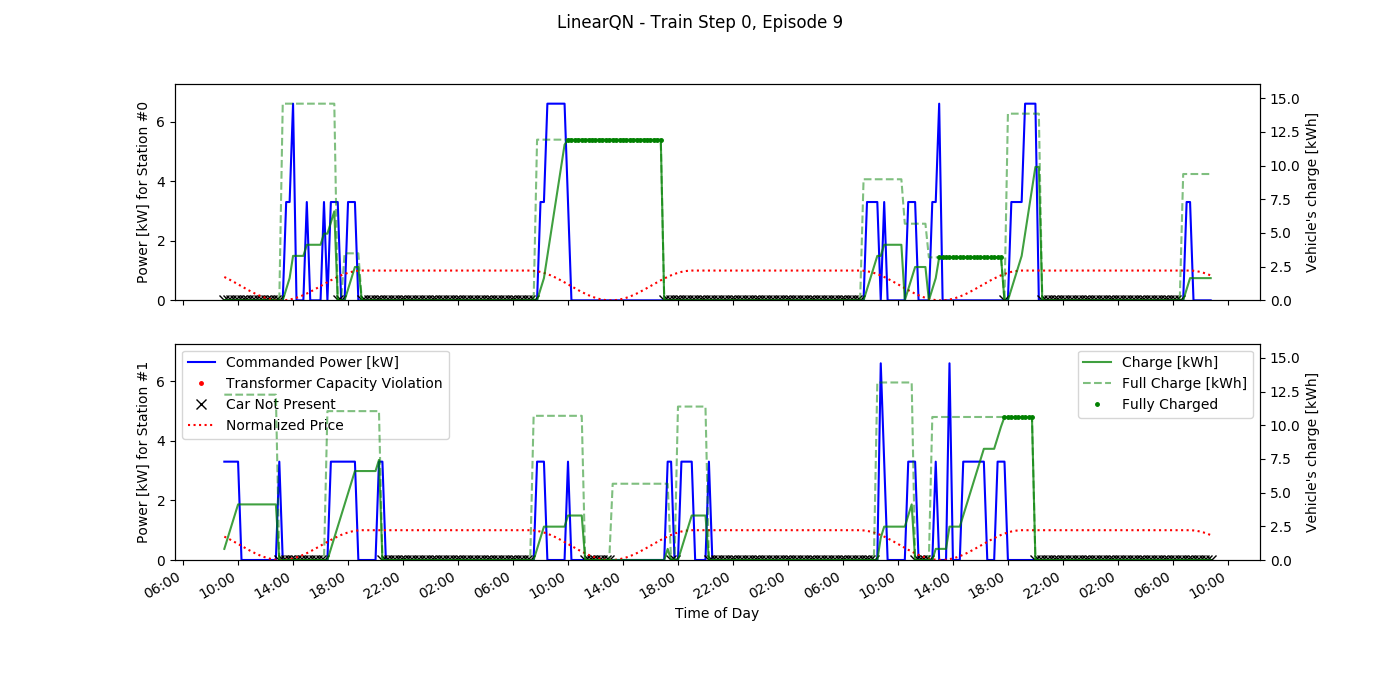 LinearQN - Train Step 0, Episode 9
Power [kW] for Station #0
6
4
2
0
15.0
12.5
10.0
7.5
5.0
2.5
0.0
Vehicle's charge [kWh]
Power [kW] for Station #1
6
4
2
0
Commanded Power [kW]
Transformer Capacity Violation
Car Not Present
Normalized Price
Charge [kWh]
Full Charge [kWh]
Fully Charged
15.0
12.5
10.0
7.5
5.0
2.5
0.0
Vehicle's charge [kWh]
06:00 10:00 14:00 18:00 22:00 02:00 06:00 10:00 14:00 18:00 22:00 02:00 06:00 10:00 14:00 18:00 22:00 02:00 06:00 10:00
Time of Day